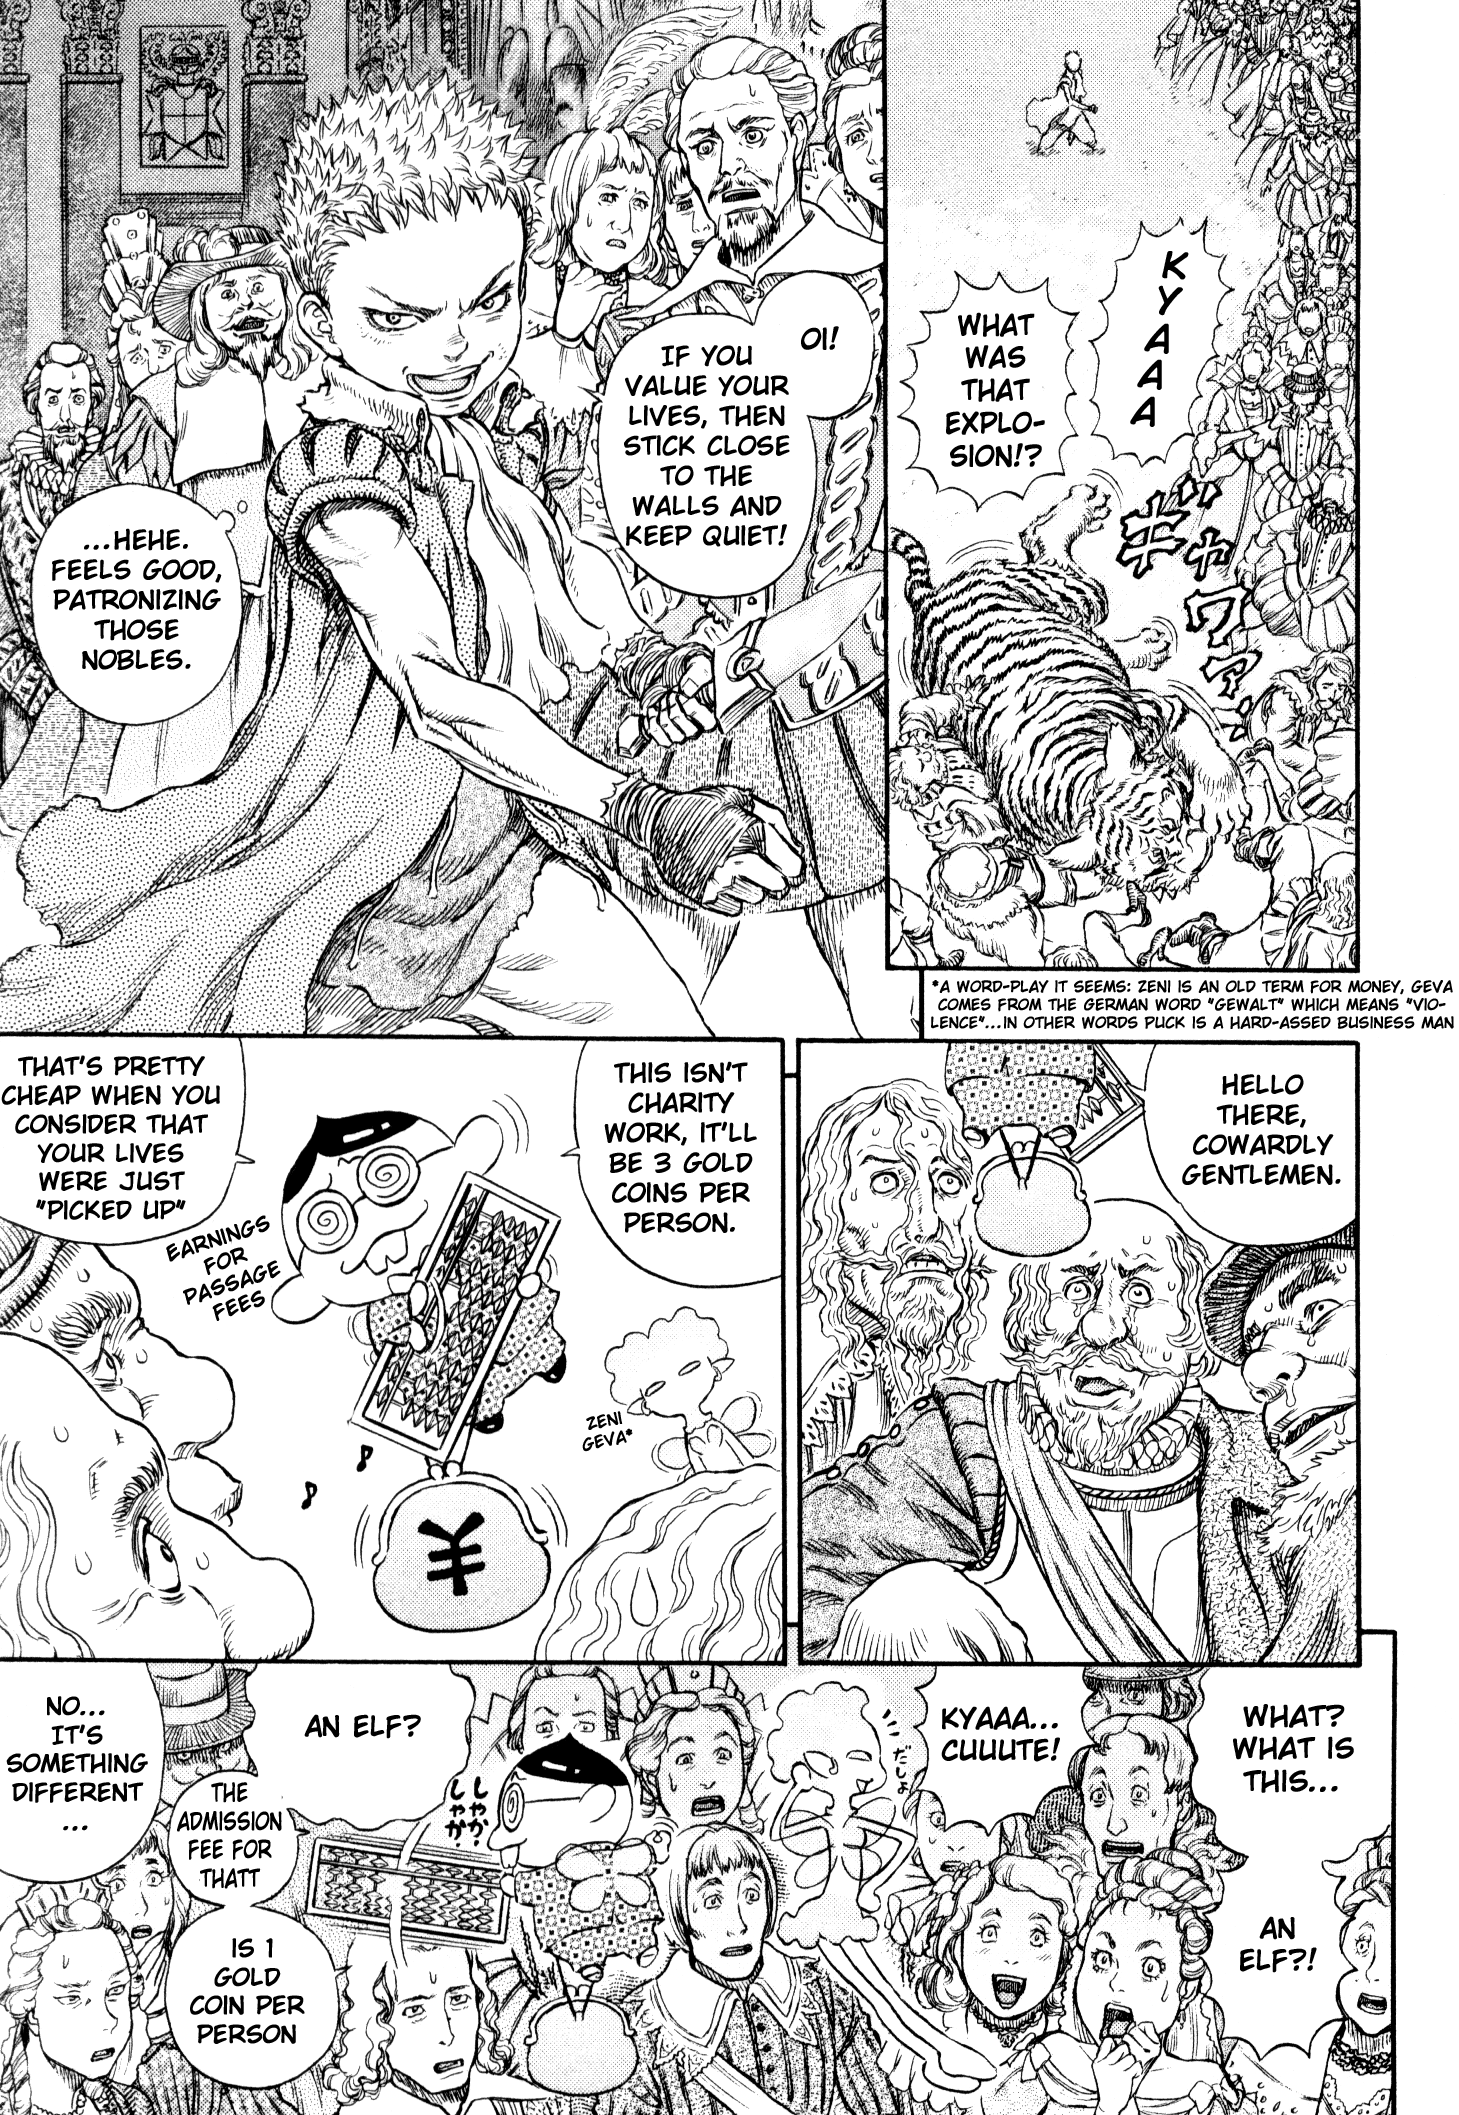 KYAAA
WHAT
WAS
THAT
EXPLO-
SION!?
ギャワァ
OI!
IF YOU
VALUE YOUR
LIVES, THEN
STICK CLOSE
TO THE
WALLS AND
KEEP QUIET!
...HEHE.
FEELS GOOD,
PATRONIZING
THOSE
NOBLES.
*A WORD-PLAY IT SEEMS: ZENI IS AN OLD TERM FOR MONEY, GEVA
COMES FROM THE GERMAN WORD "GEWALT" WHICH MEANS "VIO-
LENCE"...IN OTHER WORDS PUCK IS A HARD-ASSED BUSINESS MAN
HELLO
THERE,
COWARDLY
GENTLEMEN.
THIS ISN'T
CHARITY
WORK, IT'LL
BE 3 GOLD
COINS PER
PERSON.
ZENI
GEVA*
EARNINGS
FOR
PASSAGE
FEES
THAT'S PRETTY
CHEAP WHEN YOU
CONSIDER THAT
YOUR LIVES
WERE JUST
"PICKED UP"
¥
WHAT?
WHAT IS
THIS...
AN
ELF?!
KYAAA...
CUUUTE!
だしょ
AN ELF?
しゃか
しゃか
THE
ADMISSION
FEE FOR
THATT
IS 1
GOLD
COIN PER
PERSON
NO...
IT'S
SOMETHING
DIFFERENT
...